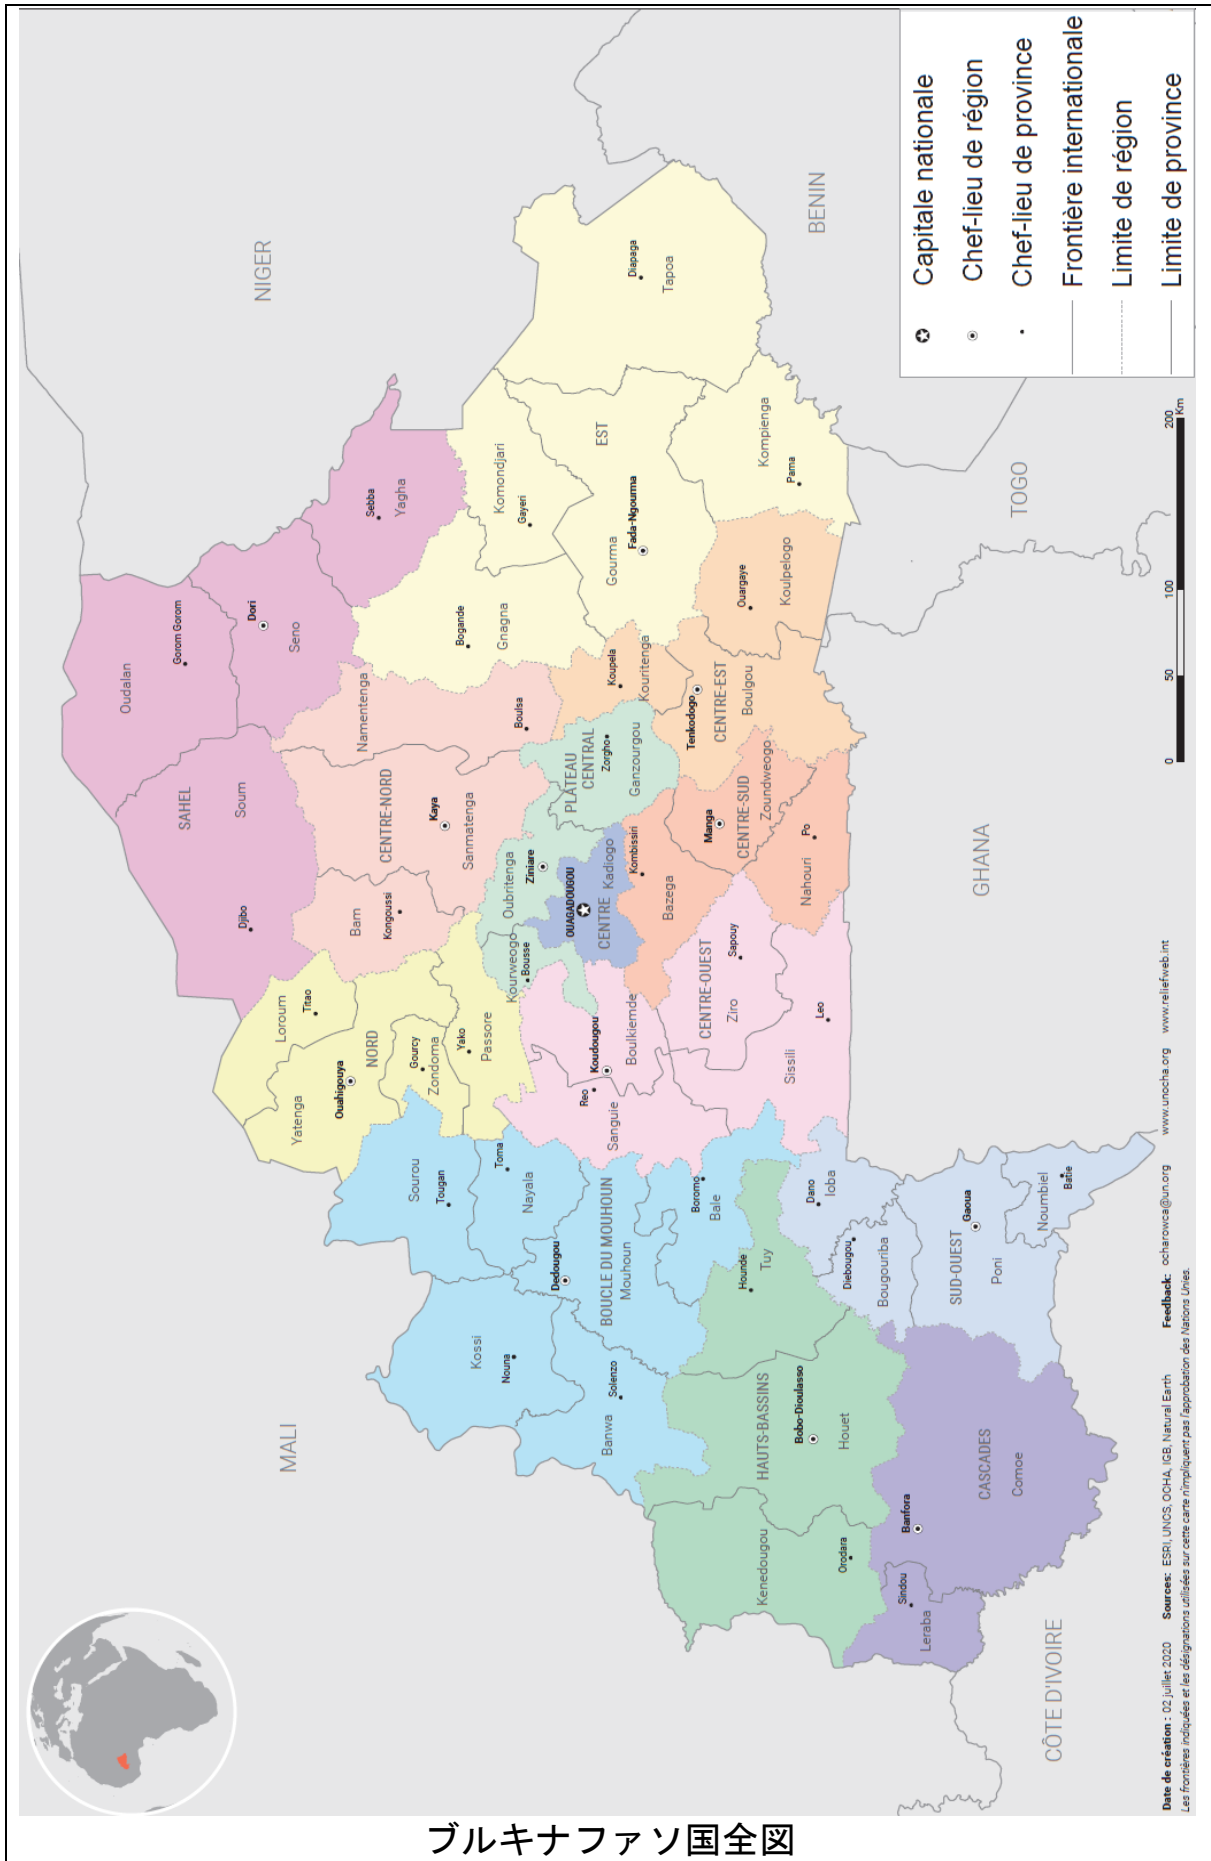 NIGER
BENIN
MALI
GHANA
TOGO
CÔTE D'IVOIRE
SAHEL
Oudalan
Gorom Gorom
Soum
Djibo
Dori
Seno
Sebba
Yagha
CENTRE-NORD
Namentenga
Boulsa
Kaya
Sanmatenga
Bam
Kongoussi
NORD
Loroum
Titao
Yatenga
Ouahigouya
Gourcy
Zondoma
Yako
Passore
EST
Komondjari
Gayeri
Bogande
Gnagna
Gourma
Fada-Ngourma
Diapaga
Tapoa
Kompienga
Pama
CENTRE-EST
Koupela
Kouritenga
Tenkodogo
Boulgou
Ouargaye
Koulpelogo
PLATEAU
CENTRAL
Zorgho
Ganzourgou
Oubritenga
Ziniare
Kourweogo
Bousse
OUAGADOUGOU
CENTRE
Kadiogo
CENTRE-SUD
Kombissiri
Bazega
Manga
Zoundweogo
Nahouri
Po
CENTRE-OUEST
Koudougou
Boulkiemde
Reo
Sanguie
Sapouy
Ziro
Sissili
Leo
BOUCLE DU MOUHOUN
Sourou
Tougan
Toma
Nayala
Dedougou
Mouhoun
Boromo
Bale
Kossi
Nouna
Solenzo
Banwa
HAUTS-BASSINS
Hounde
Tuy
Bobo-Dioulasso
Houet
Kenedougou
Orodara
SUD-OUEST
Dano
Ioba
Diebougou
Bougouriba
Gaoua
Poni
Noumbiel
Batie
CASCADES
Banfora
Comoe
Sindou
Leraba
Capitale nationale
Chef-lieu de région
Chef-lieu de province
Frontière internationale
Limite de région
Limite de province
0 50 100 200
Km
Date de création : 02 juillet 2020 Sources: ESRI, UNCS, OCHA, IGB, Natural Earth Feedback: ocharowca@un.org www.unocha.org www.reliefweb.int
Les frontières indiquées et les désignations utilisées sur cette carte n'impliquent pas l'approbation des Nations Unies.
ブルキナファソ国全図